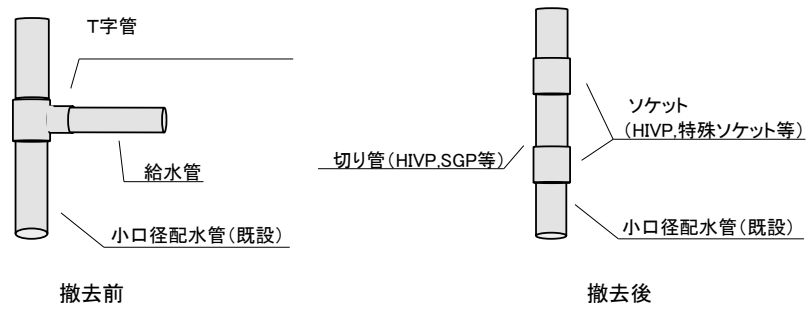 T字管
給水管
小口径配水管(既設)
撤去前
ソケット
(HIVP,特殊ソケット等)
切り管(HIVP,SGP等)
小口径配水管(既設)
撤去後